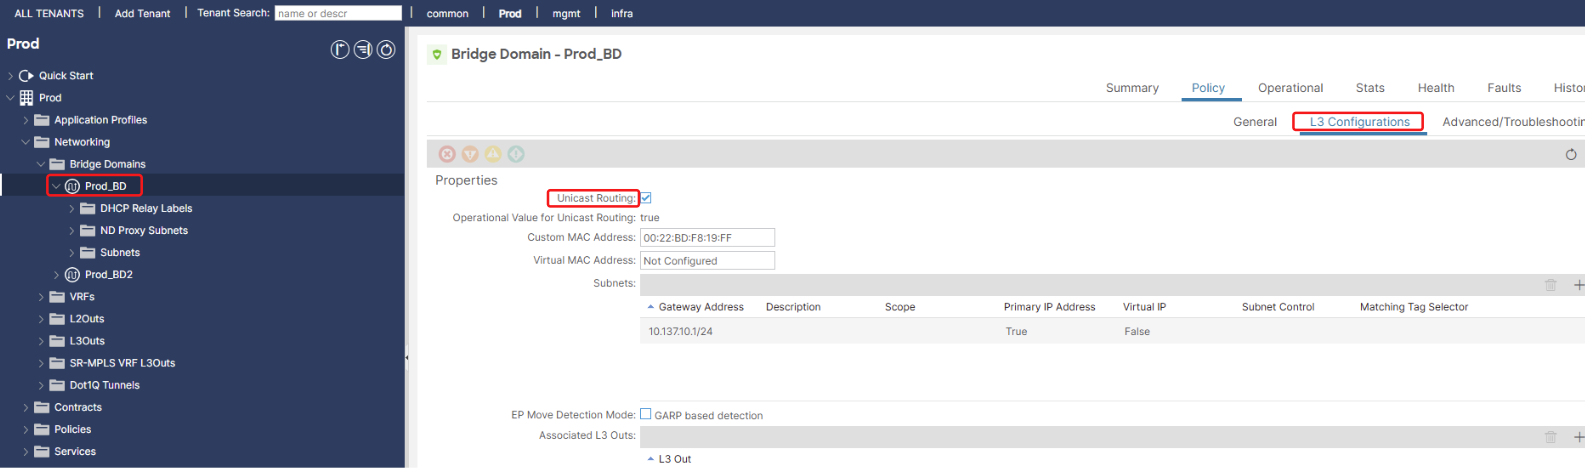 ALL TENANTS | Add Tenant | Tenant Search: name or descr | common | Prod | mgmt | infra
Prod
Quick Start
Prod
Application Profiles
Networking
Bridge Domains
Prod_BD
DHCP Relay Labels
ND Proxy Subnets
Subnets
Prod_BD2
VRFs
L2Outs
L3Outs
SR-MPLS VRF L3Outs
Dot1Q Tunnels
Contracts
Policies
Services
Bridge Domain - Prod_BD
Summary Policy Operational Stats Health Faults Histor
General L3 Configurations Advanced/Troubleshootin
Properties
Unicast Routing:
Operational Value for Unicast Routing: true
Custom MAC Address: 00:22:BD:F8:19:FF
Virtual MAC Address: Not Configured
Subnets:
Gateway Address Description Scope Primary IP Address Virtual IP Subnet Control Matching Tag Selector
10.137.10.1/24 True False
EP Move Detection Mode: GARP based detection
Associated L3 Outs:
L3 Out